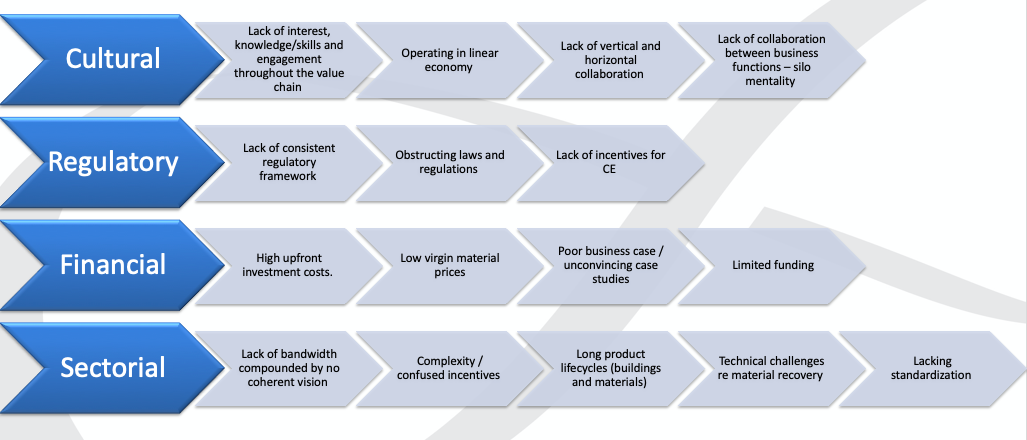 Cultural
Lack of interest,
knowledge/skills and
engagement
throughout the value
chain
Operating in linear
economy
Lack of vertical and
horizontal
collaboration
Lack of collaboration
between business
functions – silo
mentality
Regulatory
Lack of consistent
regulatory
framework
Obstructing laws and
regulations
Lack of incentives for
CE
Financial
High upfront
investment costs.
Low virgin material
prices
Poor business case /
unconvincing case
studies
Limited funding
Sectorial
Lack of bandwidth
compounded by no
coherent vision
Complexity /
confused incentives
Long product
lifecycles (buildings
and materials)
Technical challenges
re material recovery
Lacking
standardization